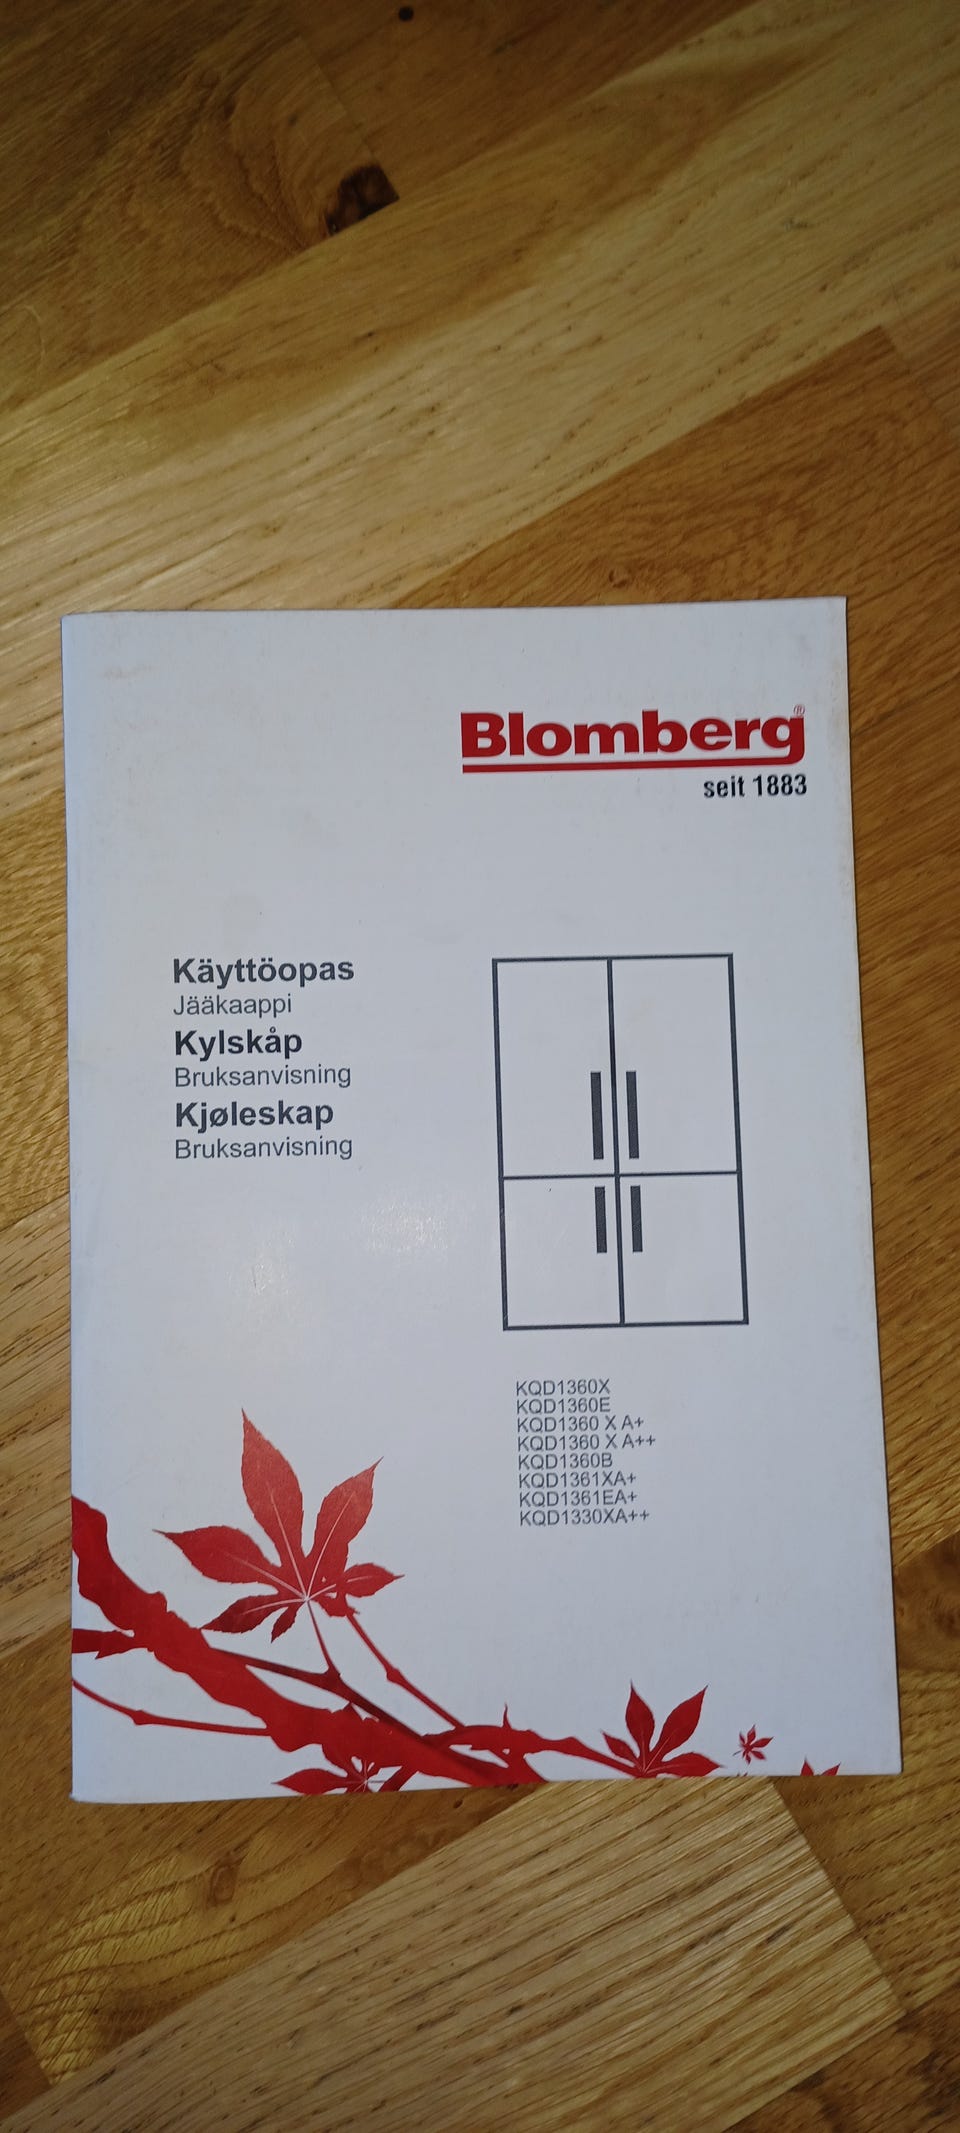 Blomberg®
seit 1883
Käyttöopas
Jääkaappi
Kylskåp
Bruksanvisning
Kjøleskap
Bruksanvisning
KQD1360X
KQD1360E
KQD1360 X A+
KQD1360 X A++
KQD1360B
KQD1361XA+
KQD1361EA+
KQD1330XA++